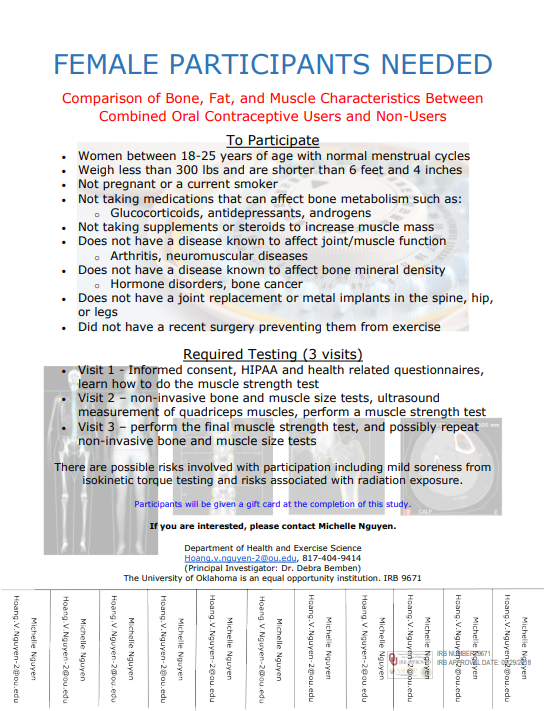 FEMALE PARTICIPANTS NEEDED
Comparison of Bone, Fat, and Muscle Characteristics Between
Combined Oral Contraceptive Users and Non-Users
To Participate
• Women between 18-25 years of age with normal menstrual cycles
• Weigh less than 300 lbs and are shorter than 6 feet and 4 inches
• Not pregnant or a current smoker
• Not taking medications that can affect bone metabolism such as:
o Glucocorticoids, antidepressants, androgens
• Not taking supplements or steroids to increase muscle mass
• Does not have a disease known to affect joint/muscle function
o Arthritis, neuromuscular diseases
• Does not have a disease known to affect bone mineral density
o Hormone disorders, bone cancer
• Does not have a joint replacement or metal implants in the spine, hip,
or legs
• Did not have a recent surgery preventing them from exercise
Required Testing (3 visits)
• Visit 1 - Informed consent, HIPAA and health related questionnaires,
learn how to do the muscle strength test
• Visit 2 – non-invasive bone and muscle size tests, ultrasound
measurement of quadriceps muscles, perform a muscle strength test
• Visit 3 – perform the final muscle strength test, and possibly repeat
non-invasive bone and muscle size tests
There are possible risks involved with participation including mild soreness from
isokinetic torque testing and risks associated with radiation exposure.
Participants will be given a gift card at the completion of this study.
If you are interested, please contact Michelle Nguyen.
Department of Health and Exercise Science
Hoang.v.nguyen-2@ou.edu, 817-404-9414
(Principal Investigator: Dr. Debra Bemben)
The University of Oklahoma is an equal opportunity institution. IRB 9671
Michelle Nguyen
Hoang.V.Nguyen-2@ou.edu
Michelle Nguyen
Hoang.V.Nguyen-2@ou.edu
Michelle Nguyen
Hoang.V.Nguyen-2@ou.edu
Michelle Nguyen
Hoang.V.Nguyen-2@ou.edu
Michelle Nguyen
Hoang.V.Nguyen-2@ou.edu
Michelle Nguyen
Hoang.V.Nguyen-2@ou.edu
Michelle Nguyen
Hoang.V.Nguyen-2@ou.edu
Michelle Nguyen
Hoang.V.Nguyen-2@ou.edu
Michelle Nguyen
Hoang.V.Nguyen-2@ou.edu
Michelle Nguyen
Hoang.V.Nguyen-2@ou.edu
Michelle Nguyen
Hoang.V.Nguyen-2@ou.edu
IRB NUMBER: 9671
IRB APPROVAL DATE: